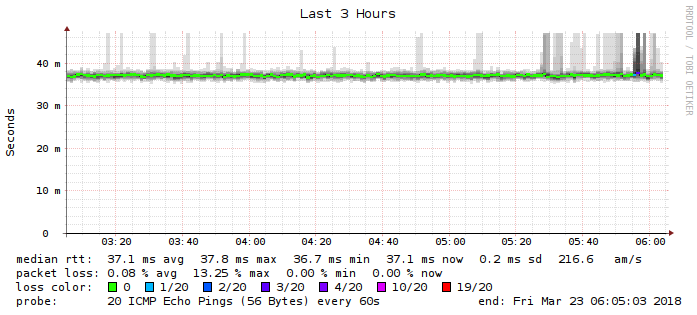 Last 3 Hours
RRDTOOL / TOBI OETIKER
Seconds
40 m
30 m
20 m
10 m
0
03:20 03:40 04:00 04:20 04:40 05:00 05:20 05:40 06:00
median rtt: 37.1 ms avg 37.8 ms max 36.7 ms min 37.1 ms now 0.2 ms sd 216.6 am/s
packet loss: 0.08 % avg 13.25 % max 0.00 % min 0.00 % now
loss color: 0 1/20 2/20 3/20 4/20 10/20 19/20
probe: 20 ICMP Echo Pings (56 Bytes) every 60s end: Fri Mar 23 06:05:03 2018